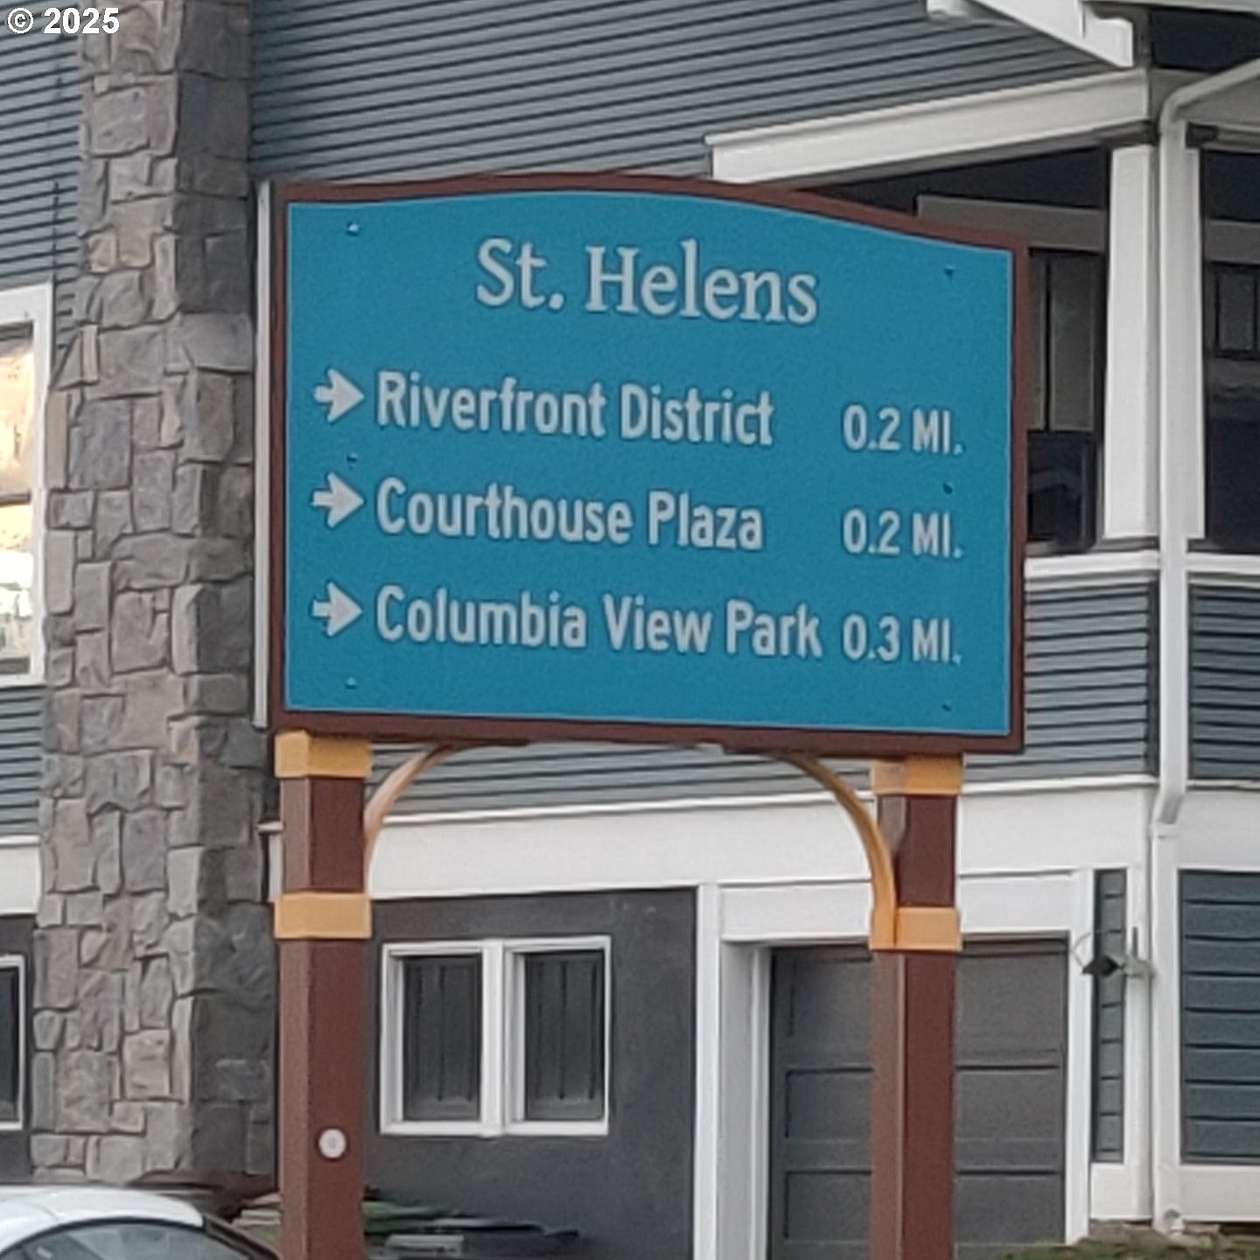 © 2025
St. Helens
Riverfront District 0.2 MI.
Courthouse Plaza 0.2 MI.
Columbia View Park 0.3 MI.